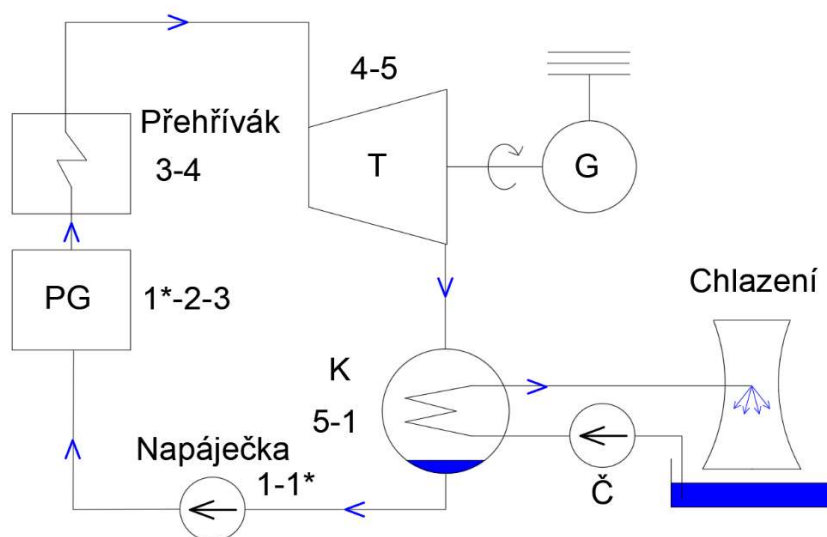 4-5
Přehřívák
3-4
T
G
PG
1*-2-3
Chlazení
K
5-1
Napáječka
1-1*
Č